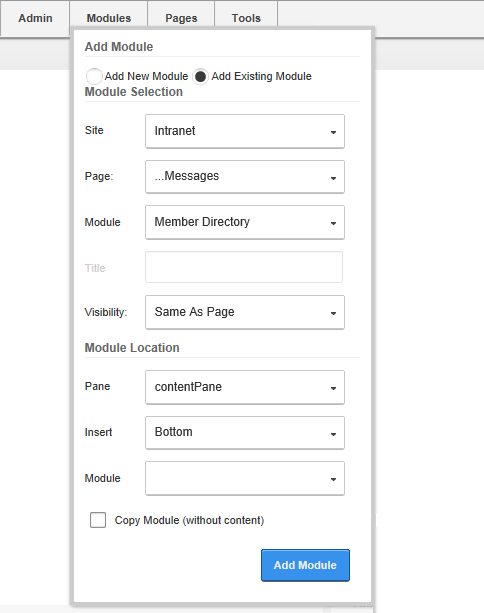 Admin Modules Pages Tools
Add Module
Add New Module Add Existing Module
Module Selection
Site Intranet
Page: ...Messages
Module Member Directory
Title
Visibility: Same As Page
Module Location
Pane contentPane
Insert Bottom
Module
Copy Module (without content)
Add Module